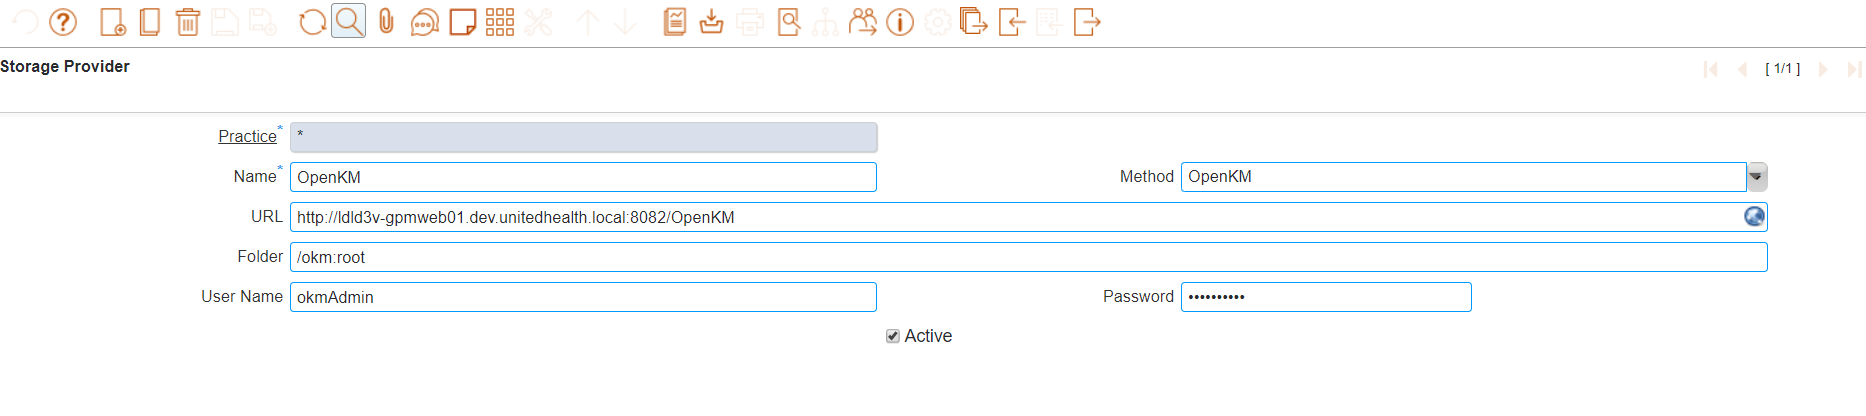 Storage Provider
[ 1/1 ]
Practice* *
Name* OpenKM Method OpenKM
URL http://ldld3v-gpmweb01.dev.unitedhealth.local:8082/OpenKM
Folder /okm:root
User Name okmAdmin Password ••••••••••
Active